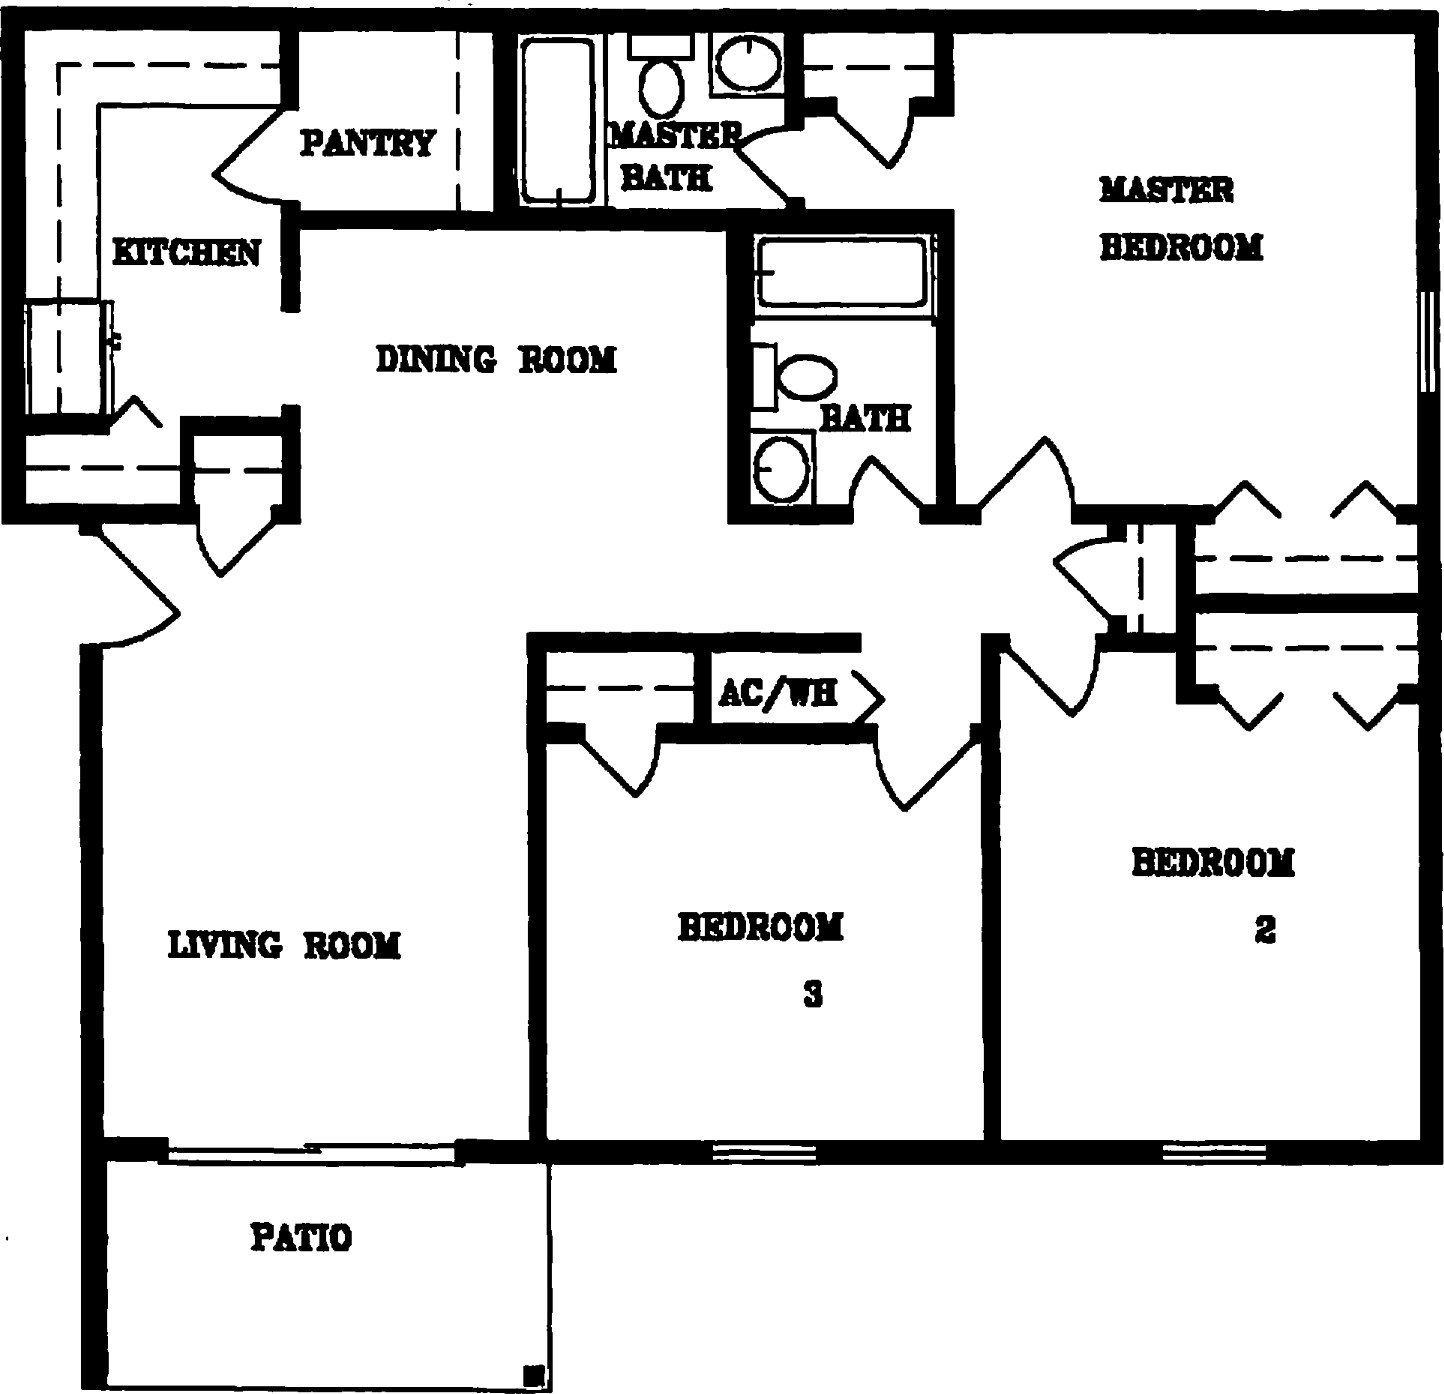 PANTRY
MASTER
BATH
MASTER
BEDROOM
KITCHEN
DINING ROOM
BATH
AC/WH
BEDROOM
2
BEDROOM
3
LIVING ROOM
PATIO